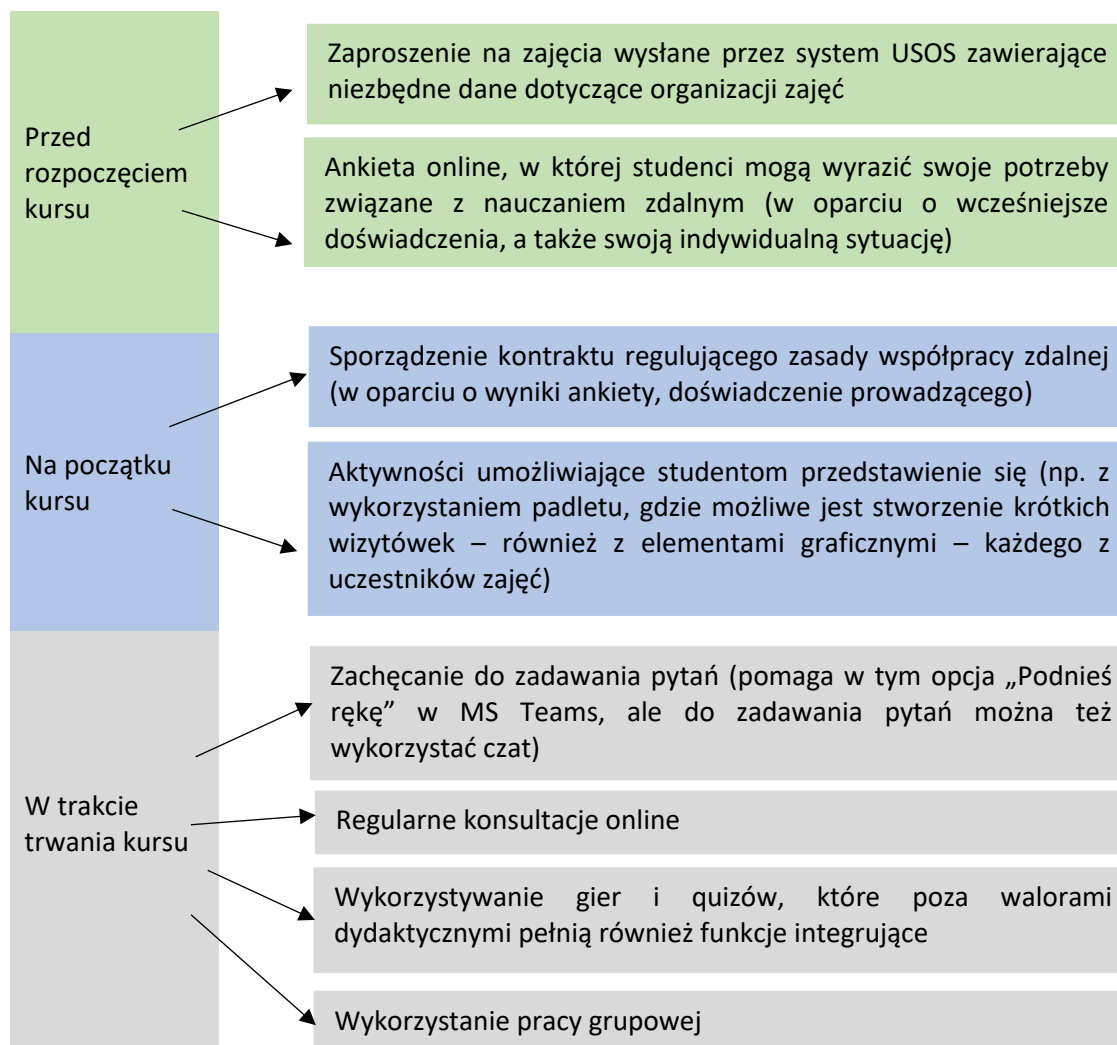 Przed
rozpoczęciem
kursu
Zaproszenie na zajęcia wysłane przez system USOS zawierające
niezbędne dane dotyczące organizacji zajęć
Ankieta online, w której studenci mogą wyrazić swoje potrzeby
związane z nauczaniem zdalnym (w oparciu o wcześniejsze
doświadczenia, a także swoją indywidualną sytuację)
Na początku
kursu
Sporządzenie kontraktu regulującego zasady współpracy zdalnej
(w oparciu o wyniki ankiety, doświadczenie prowadzącego)
Aktywności umożliwiające studentom przedstawienie się (np. z
wykorzystaniem padletu, gdzie możliwe jest stworzenie krótkich
wizytówek – również z elementami graficznymi – każdego z
uczestników zajęć)
W trakcie
trwania kursu
Zachęcanie do zadawania pytań (pomaga w tym opcja „Podnieś
rękę” w MS Teams, ale do zadawania pytań można też
wykorzystać czat)
Regularne konsultacje online
Wykorzystywanie gier i quizów, które poza walorami
dydaktycznymi pełnią również funkcje integrujące
Wykorzystanie pracy grupowej